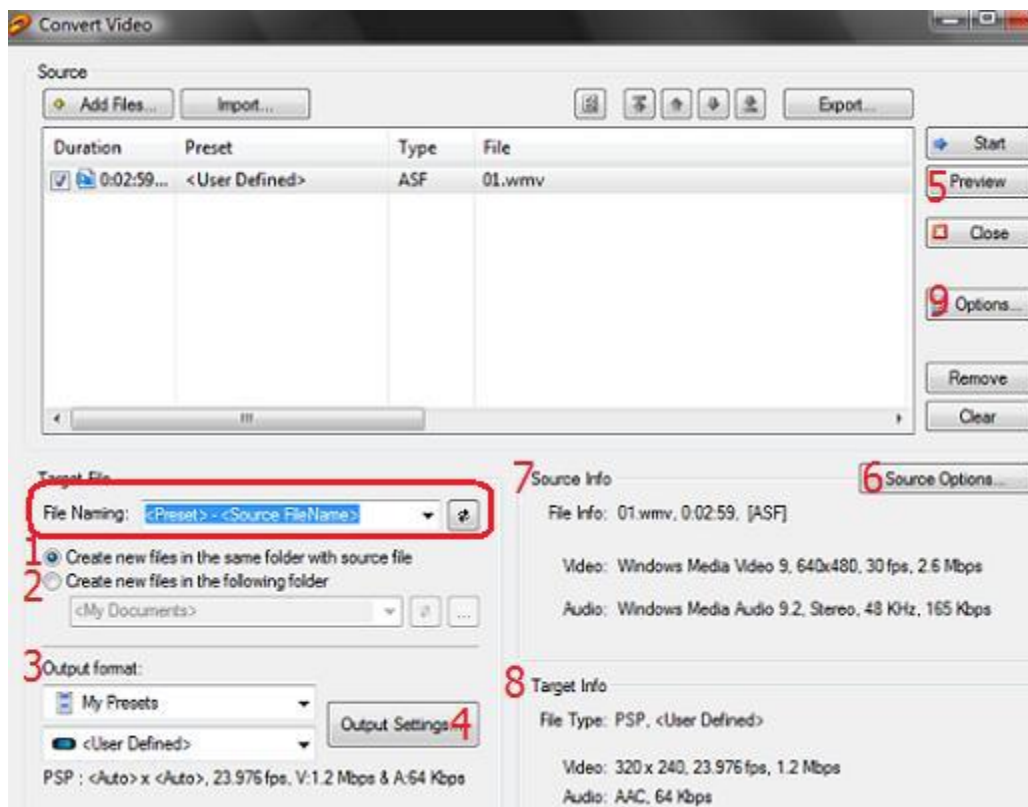 Convert Video
Source
Add Files... Import... Export...
Duration Preset Type File
0:02:59... <User Defined> ASF 01.wmv
Start
5 Preview
Close
9 Options...
Remove
Clear
Target File
File Naming: <Preset> - <Source FileName>
1 Create new files in the same folder with source file
2 Create new files in the following folder
<My Documents> ...
3 Output format:
My Presets
Output Settings 4
<User Defined>
PSP : <Auto> x <Auto>, 23.976 fps, V:1.2 Mbps & A:64 Kbps
7 Source Info
6 Source Options...
File Info: 01.wmv, 0:02:59, [ASF]
Video: Windows Media Video 9, 640x480, 30 fps, 2.6 Mbps
Audio: Windows Media Audio 9.2, Stereo, 48 KHz, 165 Kbps
8 Target Info
File Type: PSP, <User Defined>
Video: 320 x 240, 23.976 fps, 1.2 Mbps
Audio: AAC, 64 Kbps